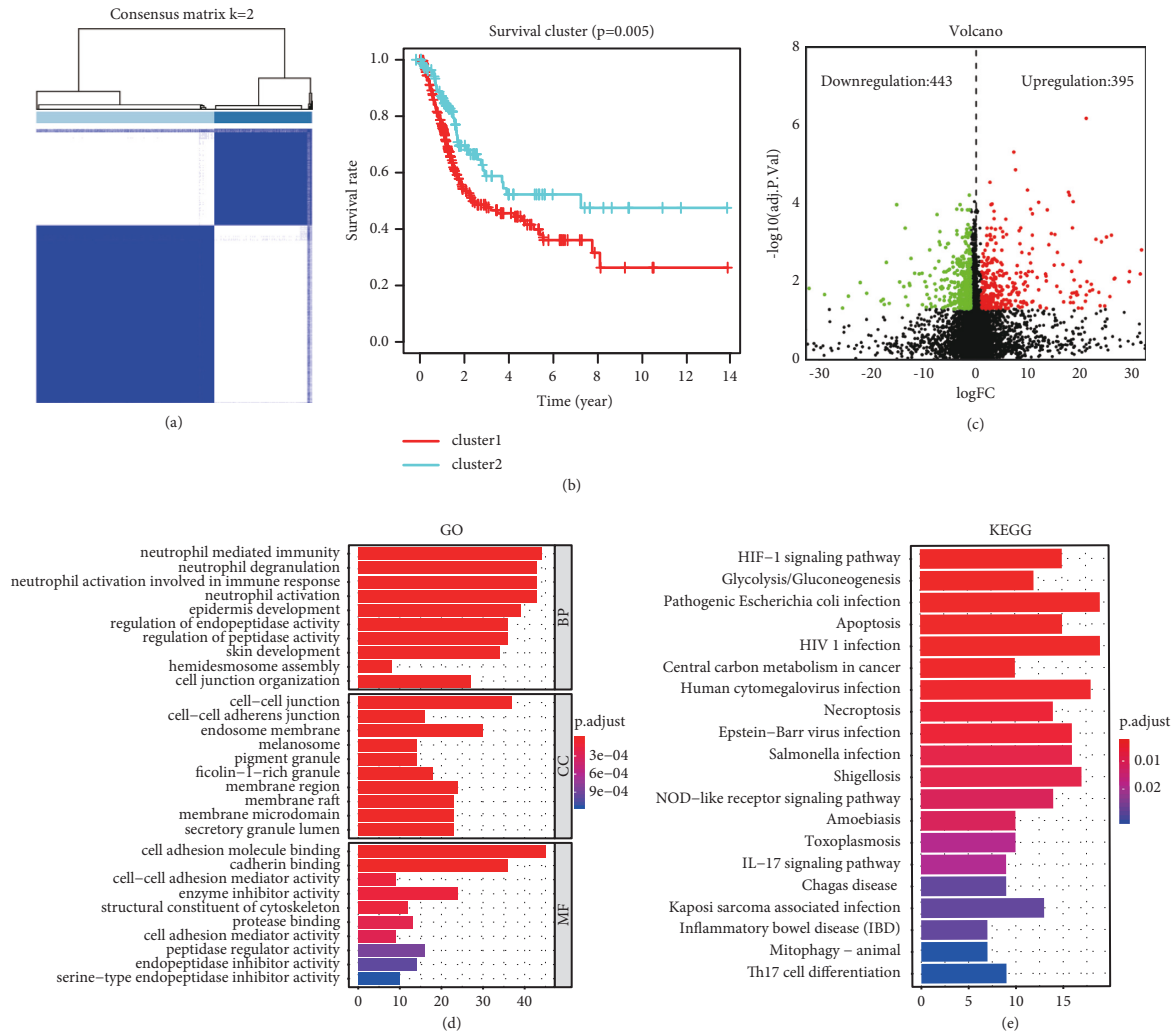 Consensus matrix k=2
(a)
Survival cluster (p=0.005)
Survival rate
1.0
0.8
0.6
0.4
0.2
0.0
0 2 4 6 8 10 12 14
Time (year)
cluster1
cluster2
(b)
Volcano
Downregulation:443 Upregulation:395
-log10(adj.P.Val)
8
6
4
2
0
-30 -20 -10 0 10 20 30
logFC
(c)
GO
neutrophil mediated immunity
neutrophil degranulation
neutrophil activation involved in immune response
neutrophil activation
epidermis development
regulation of endopeptidase activity
regulation of peptidase activity
skin development
hemidesmosome assembly
cell junction organization
BP
cell−cell junction
cell−cell adherens junction
endosome membrane
melanosome
pigment granule
ficolin−1−rich granule
membrane region
membrane raft
membrane microdomain
secretory granule lumen
CC
cell adhesion molecule binding
cadherin binding
cell−cell adhesion mediator activity
enzyme inhibitor activity
structural constituent of cytoskeleton
protease binding
cell adhesion mediator activity
peptidase regulator activity
endopeptidase inhibitor activity
serine−type endopeptidase inhibitor activity
MF
0 10 20 30 40
p.adjust
3e−04
6e−04
9e−04
(d)
KEGG
HIF−1 signaling pathway
Glycolysis/Gluconeogenesis
Pathogenic Escherichia coli infection
Apoptosis
HIV 1 infection
Central carbon metabolism in cancer
Human cytomegalovirus infection
Necroptosis
Epstein−Barr virus infection
Salmonella infection
Shigellosis
NOD−like receptor signaling pathway
Amoebiasis
Toxoplasmosis
IL−17 signaling pathway
Chagas disease
Kaposi sarcoma associated infection
Inflammatory bowel disease (IBD)
Mitophagy − animal
Th17 cell differentiation
0 5 10 15
p.adjust
0.01
0.02
(e)